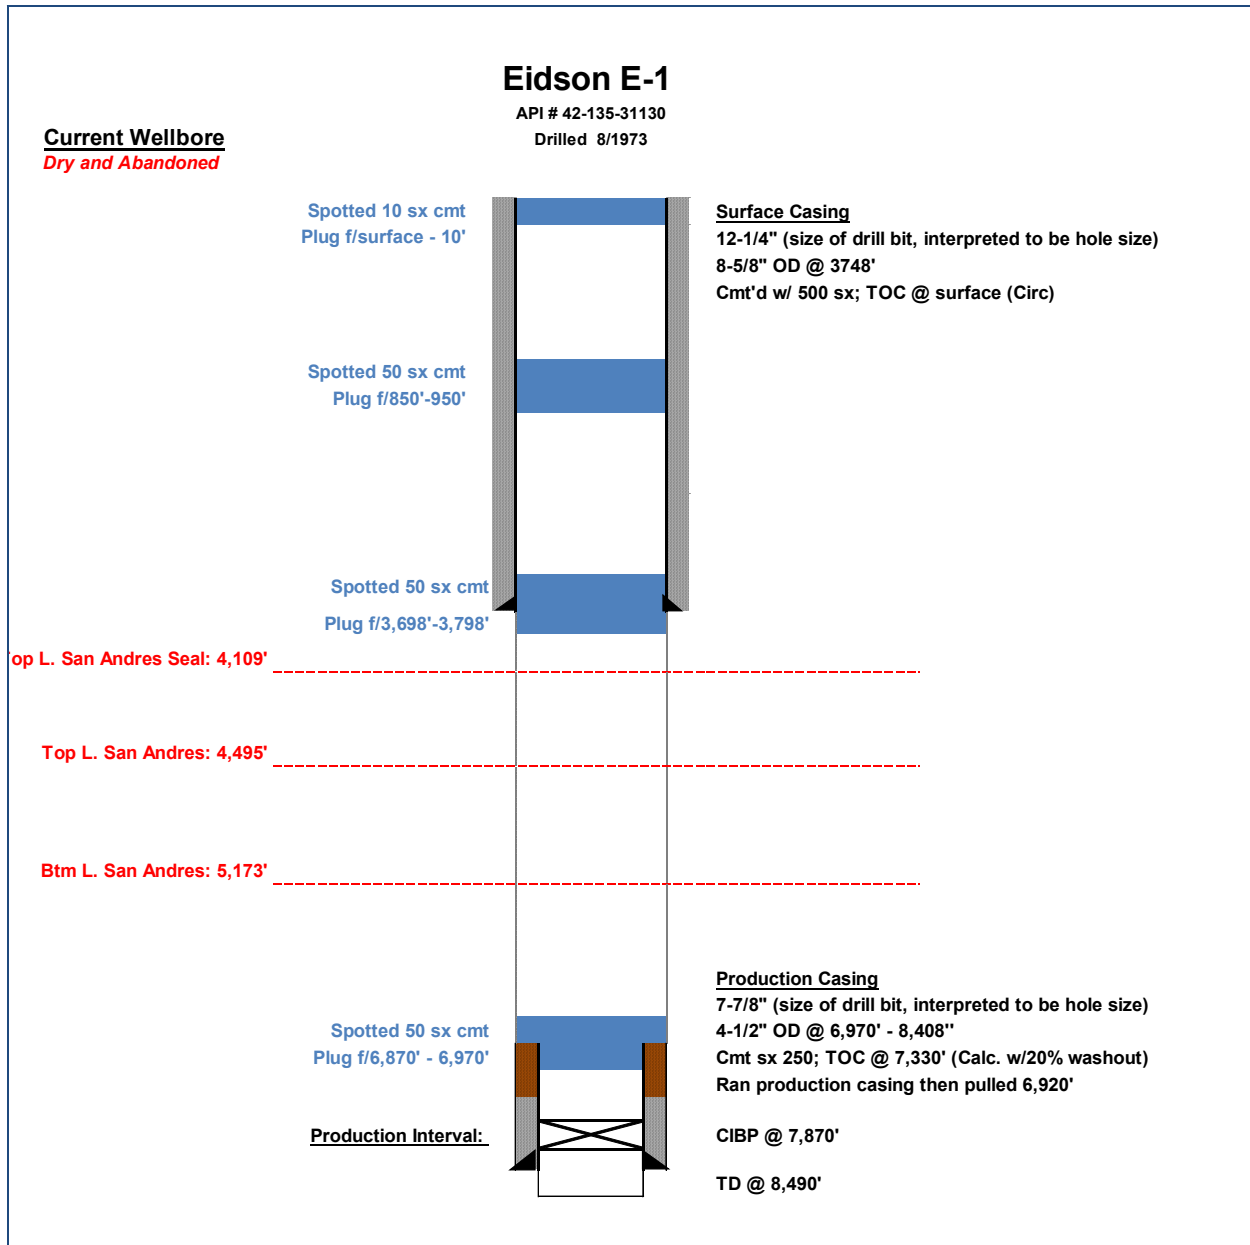 Eidson E-1
API # 42-135-31130
Drilled 8/1973
Current Wellbore
Dry and Abandoned
Spotted 10 sx cmt
Plug f/surface - 10'
Surface Casing
12-1/4" (size of drill bit, interpreted to be hole size)
8-5/8" OD @ 3748'
Cmt'd w/ 500 sx; TOC @ surface (Circ)
Spotted 50 sx cmt
Plug f/850'-950'
Spotted 50 sx cmt
Plug f/3,698'-3,798'
op L. San Andres Seal: 4,109'
Top L. San Andres: 4,495'
Btm L. San Andres: 5,173'
Spotted 50 sx cmt
Plug f/6,870' - 6,970'
Production Casing
7-7/8" (size of drill bit, interpreted to be hole size)
4-1/2" OD @ 6,970' - 8,408''
Cmt sx 250; TOC @ 7,330' (Calc. w/20% washout)
Ran production casing then pulled 6,920'
Production Interval:
CIBP @ 7,870'
TD @ 8,490'